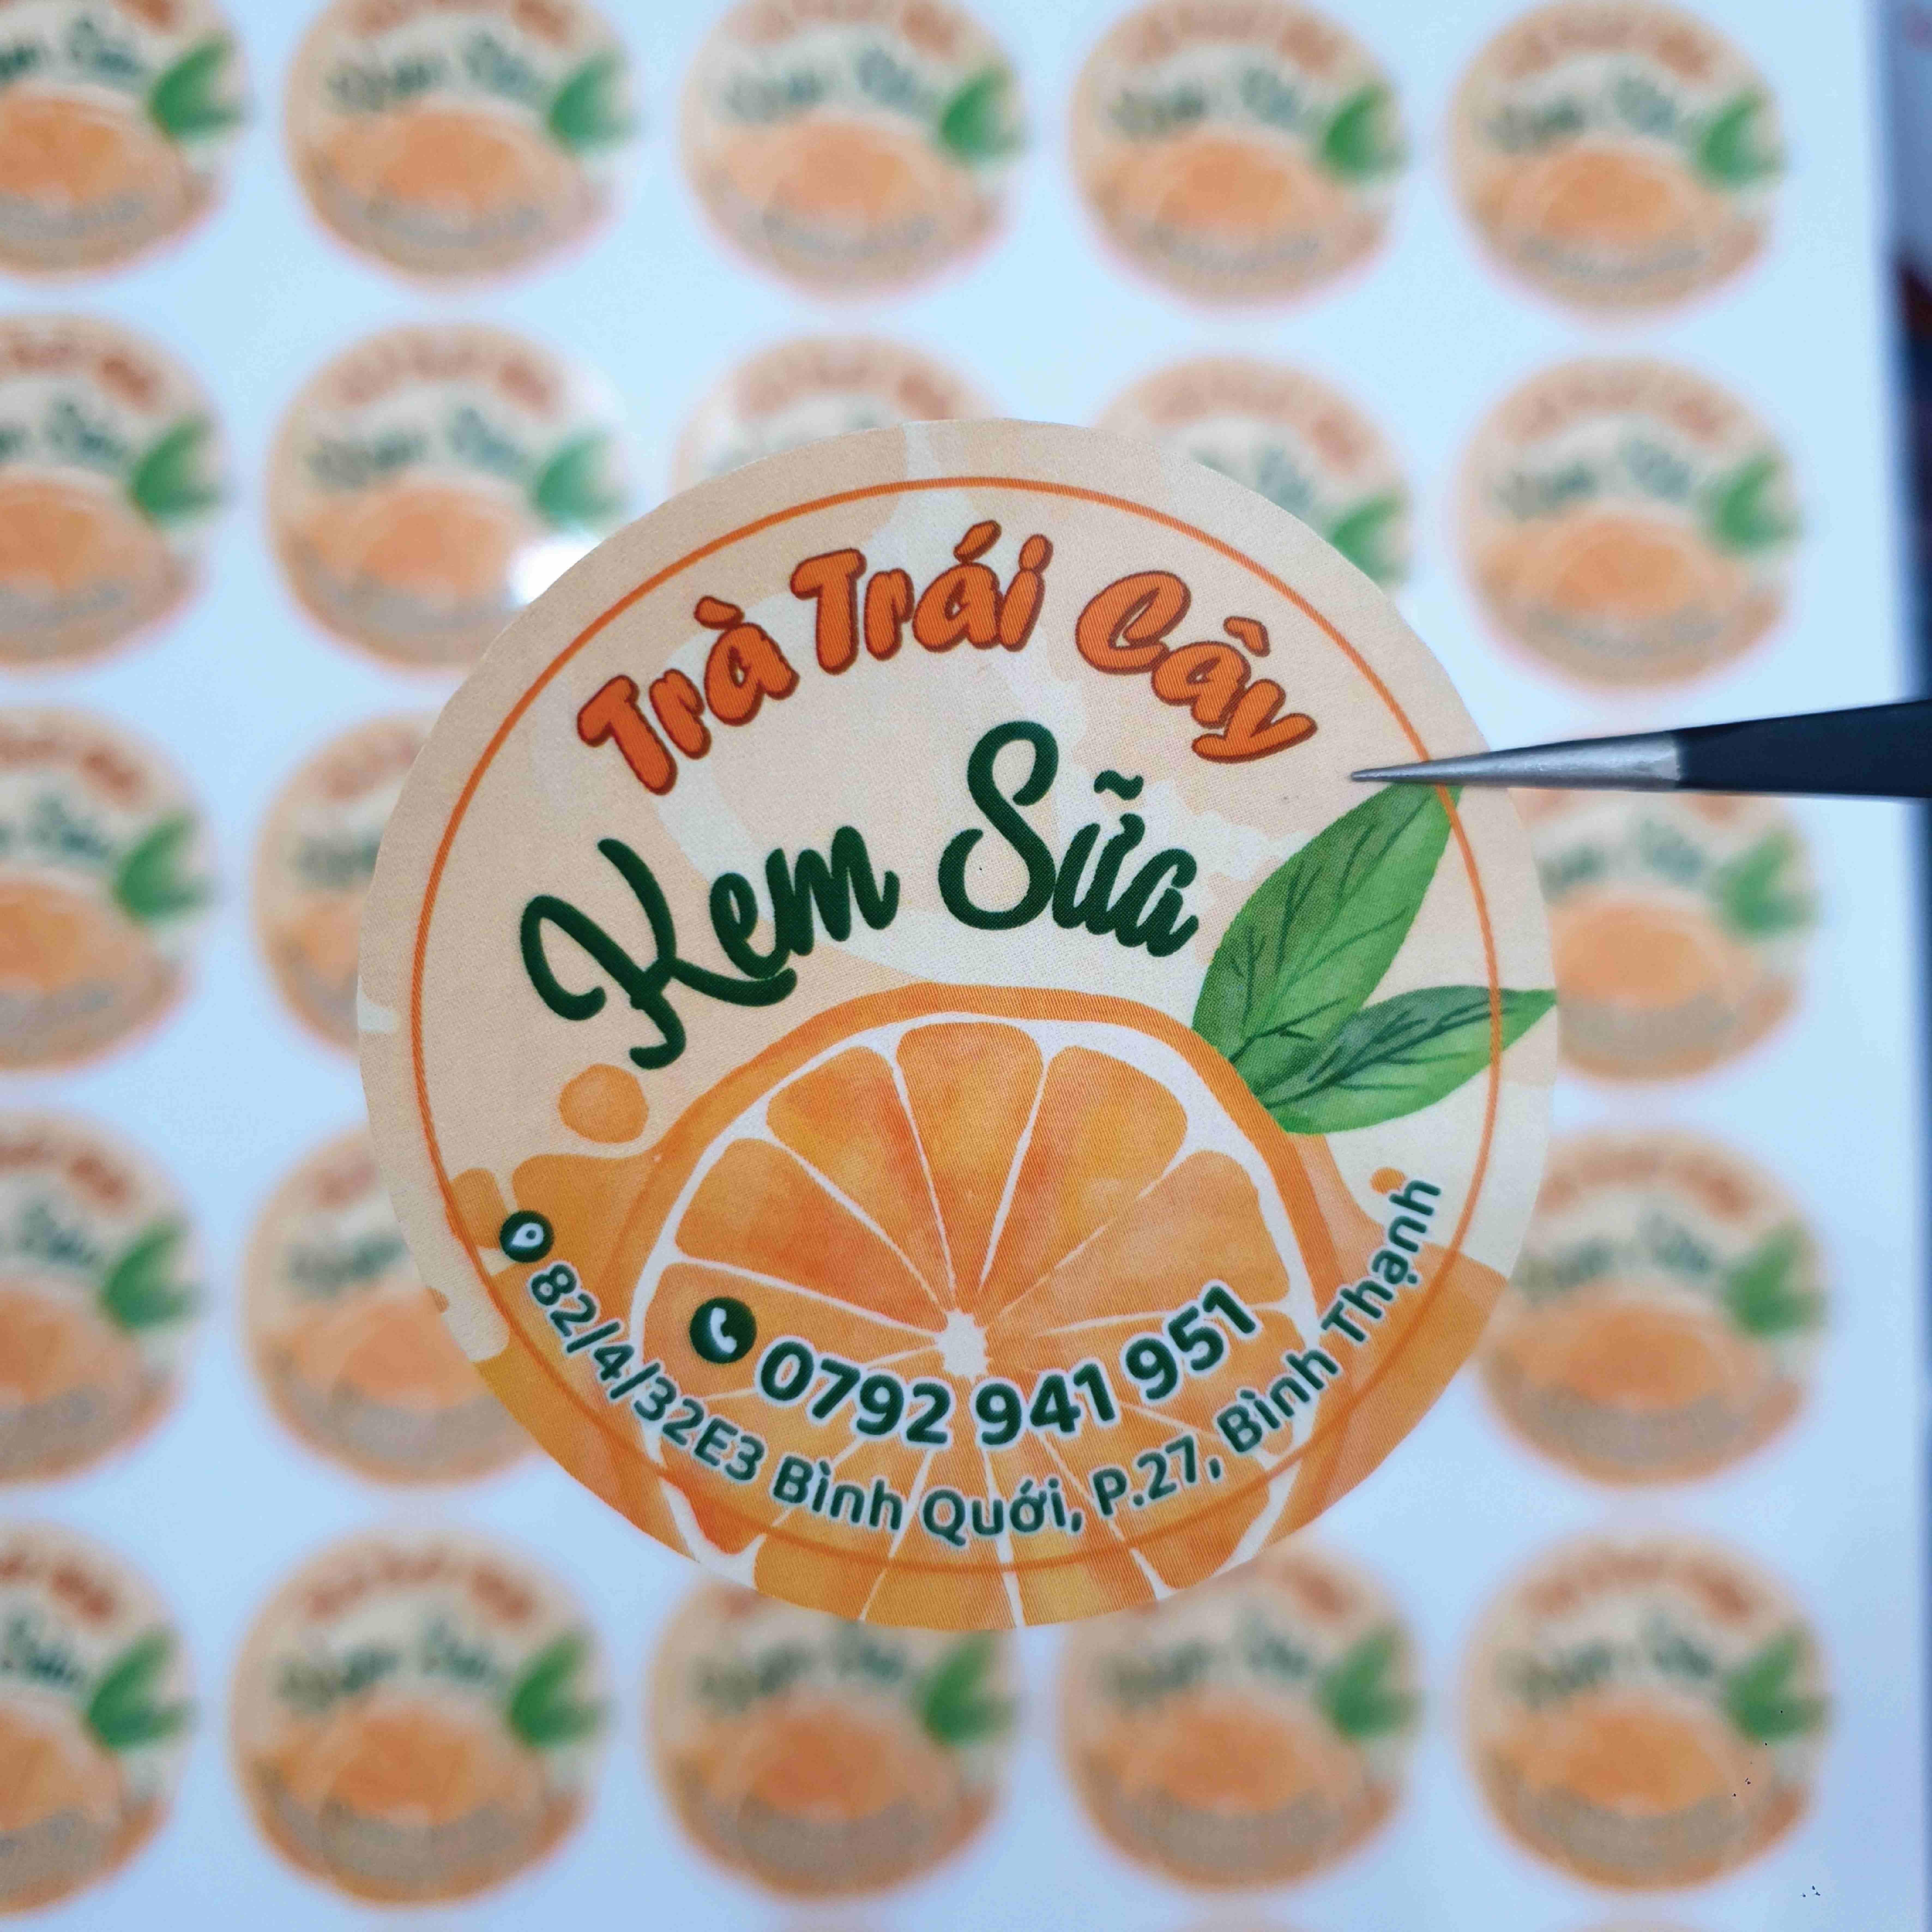 Trà Trái Cây
Kem Sữa
0792 941 951
82/4/32E3 Bình Quới, P.27, Bình Thạnh